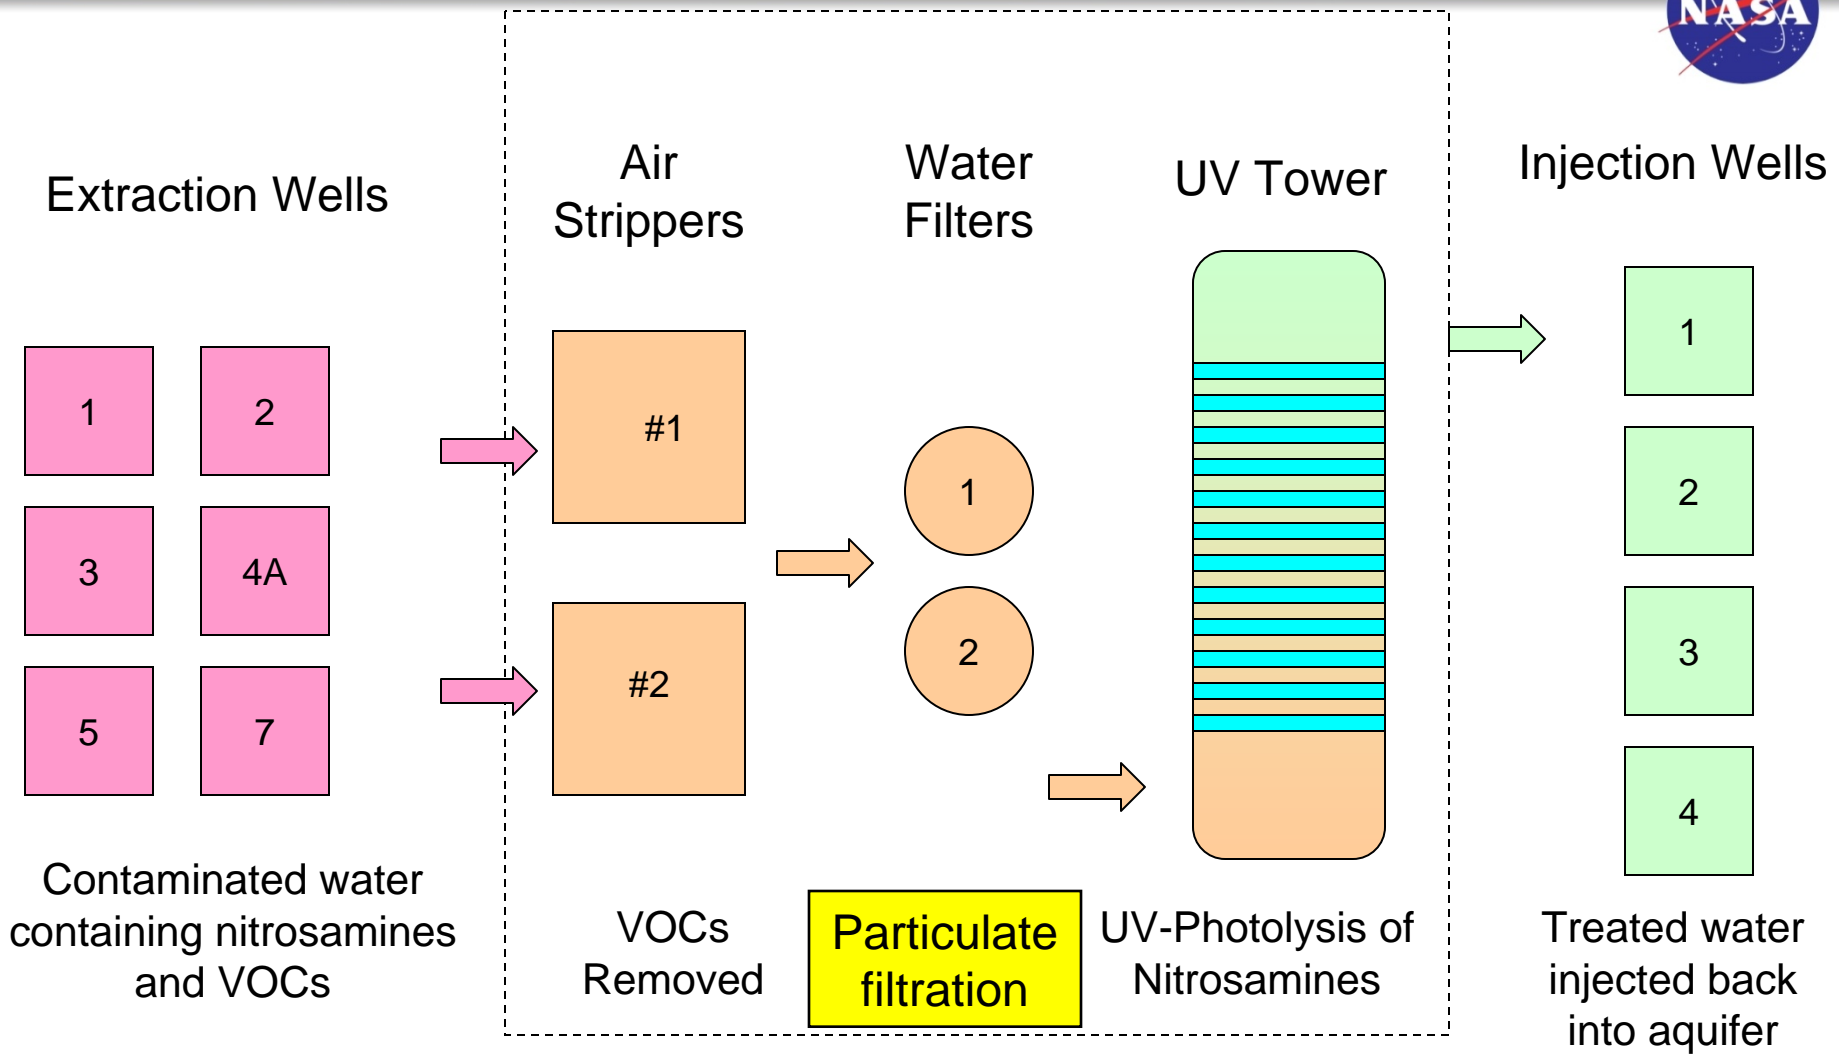 NASA
Extraction Wells
Air
Strippers
Water
Filters
UV Tower
Injection Wells
1
2
3
4A
5
7
#1
#2
1
2
1
2
3
4
Contaminated water
containing nitrosamines
and VOCs
VOCs
Removed
Particulate
filtration
UV-Photolysis of
Nitrosamines
Treated water
injected back
into aquifer